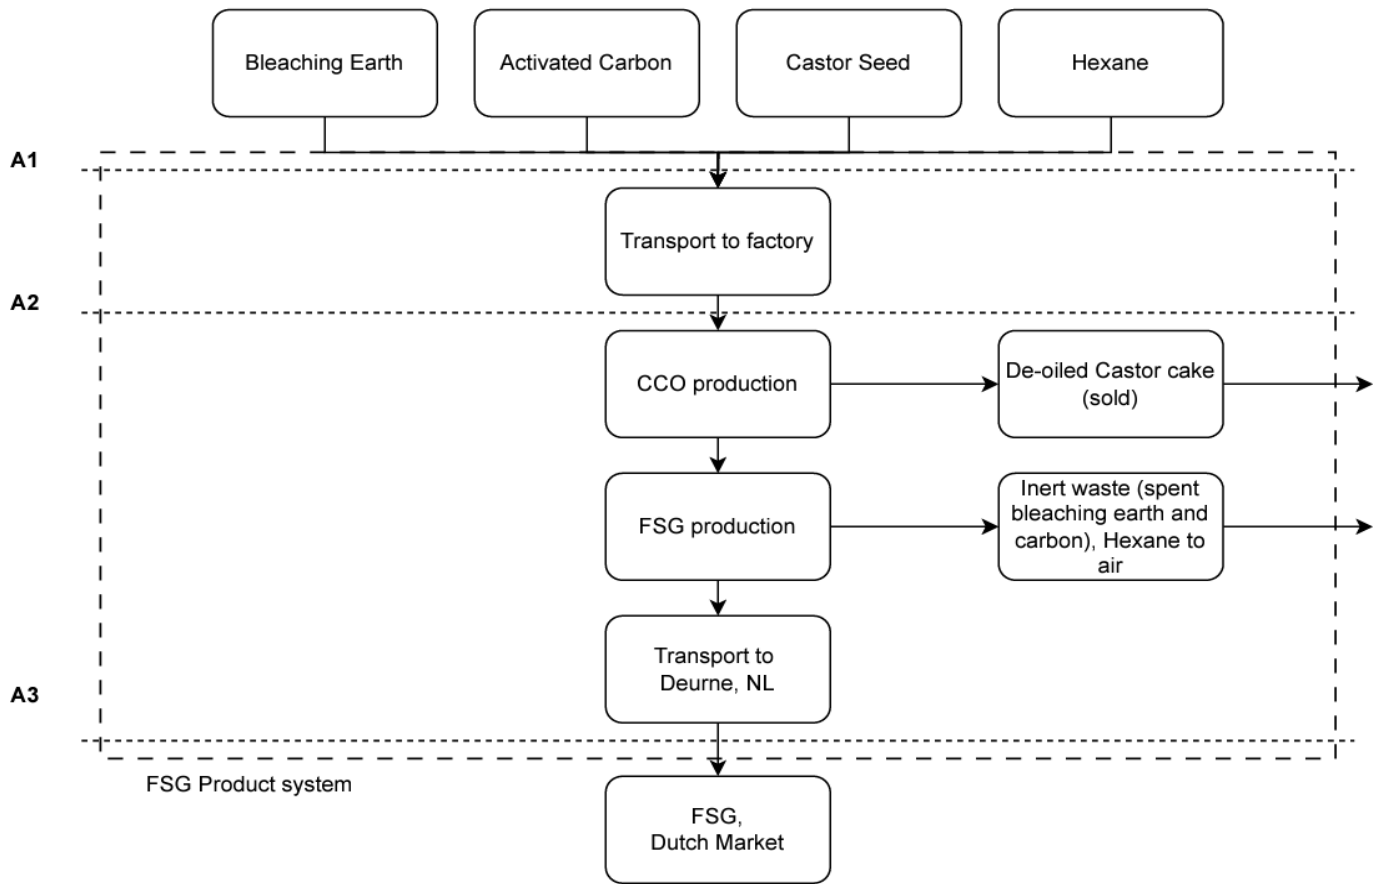 Bleaching Earth
Activated Carbon
Castor Seed
Hexane
A1
Transport to factory
A2
CCO production
De-oiled Castor cake
(sold)
FSG production
Inert waste (spent
bleaching earth and
carbon), Hexane to
air
Transport to
Deurne, NL
A3
FSG Product system
FSG,
Dutch Market